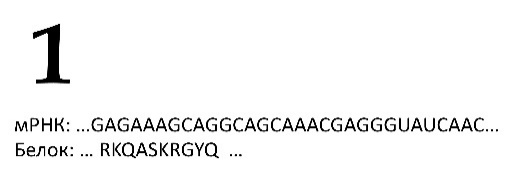 1
мРНК: ...GAGAAAGCAGGCAGCAAACGAGGGUAUCAAC...
Белок: ... RKQASKRGYQ ...